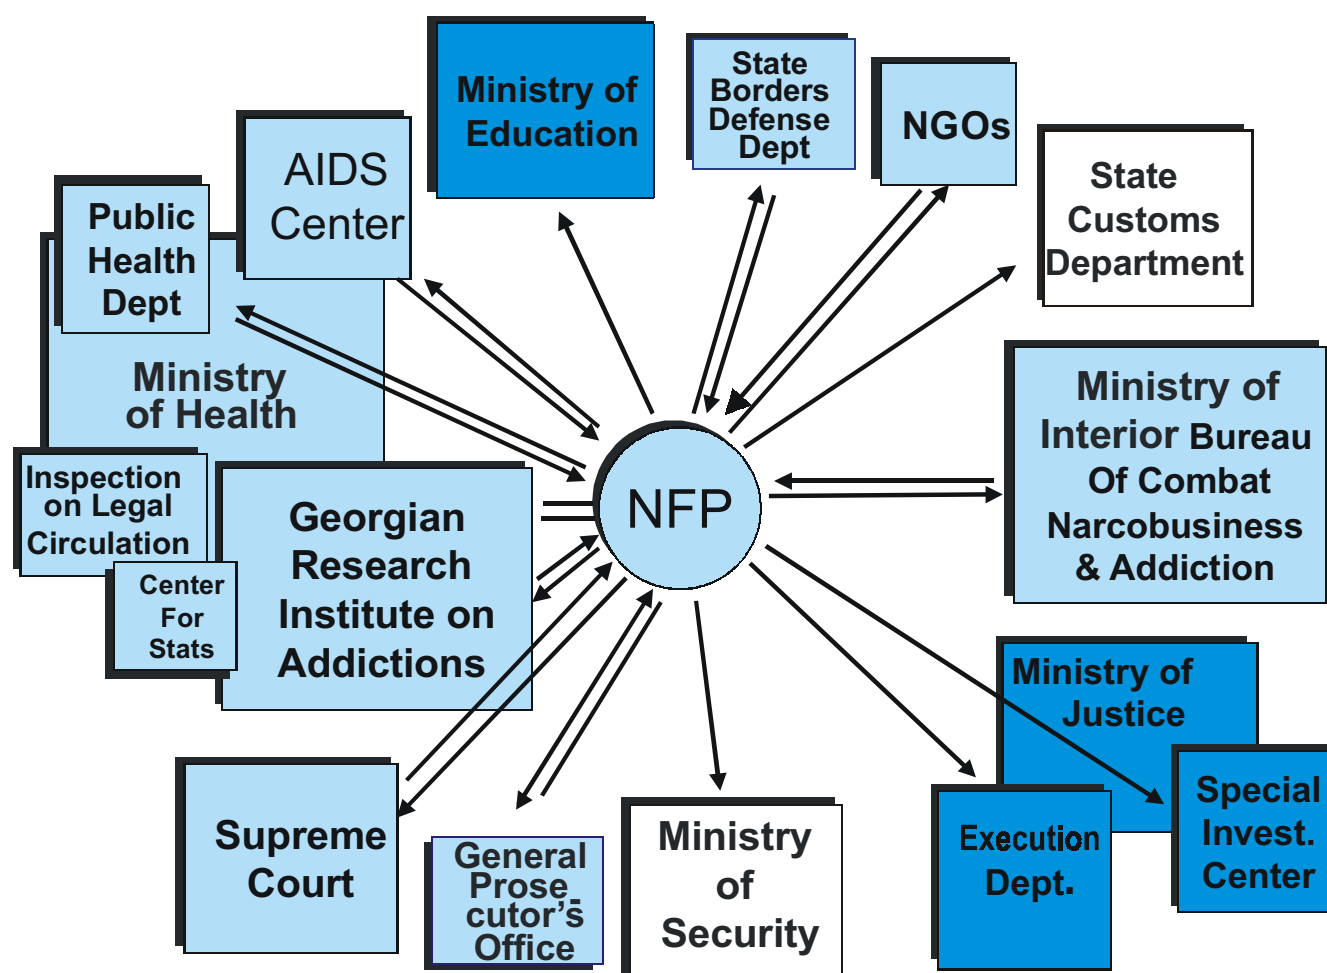 Ministry of
Education
State
Borders
Defense
Dept
NGOs
AIDS
Center
State
Customs
Department
Public
Health
Dept
Ministry
of Health
Ministry of
Interior Bureau
Of Combat
Narcobusiness
& Addiction
Inspection
on Legal
Circulation
Georgian
Research
Institute on
Addictions
NFP
Center
For
Stats
Ministry of
Justice
Special
Invest.
Center
Execution
Dept.
Supreme
Court
General
Prose
cutor's
Office
Ministry
of
Security